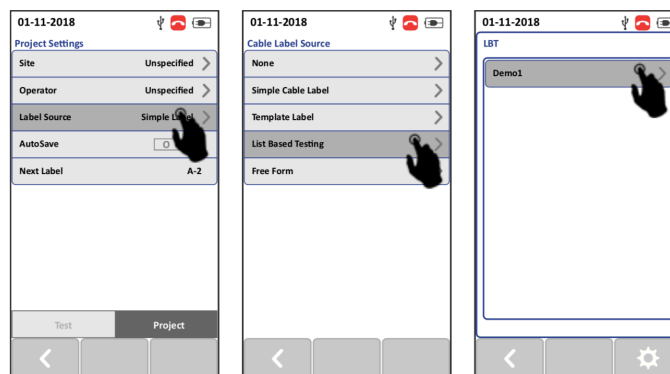 01-11-2018
Project Settings
Site Unspecified
Operator Unspecified
Label Source Simple Label
AutoSave O
Next Label A-2
Test Project
01-11-2018
Cable Label Source
None
Simple Cable Label
Template Label
List Based Testing
Free Form
01-11-2018
LBT
Demo1